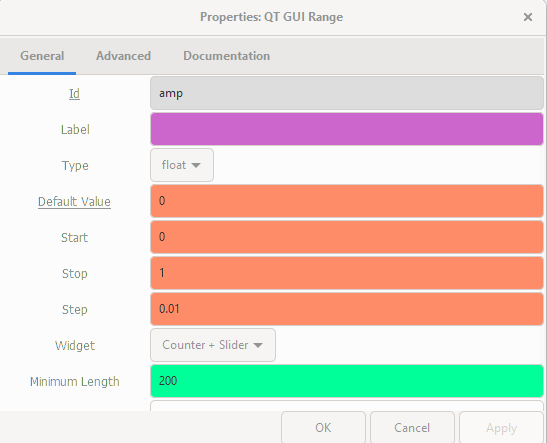 Properties: QT GUI Range
General Advanced Documentation
Id amp
Label
Type float
Default Value 0
Start 0
Stop 1
Step 0.01
Widget Counter + Slider
Minimum Length 200
OK Cancel Apply